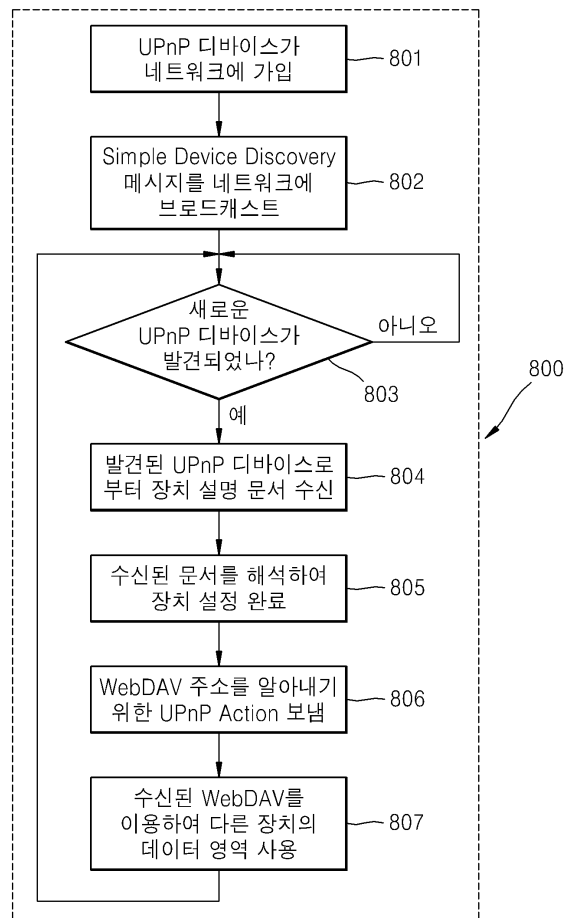 UPnP 디바이스가
네트워크에 가입
801
Simple Device Discovery
메시지를 네트워크에
브로드캐스트
802
새로운
UPnP 디바이스가
발견되었나?
아니오
803
예
800
발견된 UPnP 디바이스로
부터 장치 설명 문서 수신
804
수신된 문서를 해석하여
장치 설정 완료
805
WebDAV 주소를 알아내기
위한 UPnP Action 보냄
806
수신된 WebDAV를
이용하여 다른 장치의
데이터 영역 사용
807